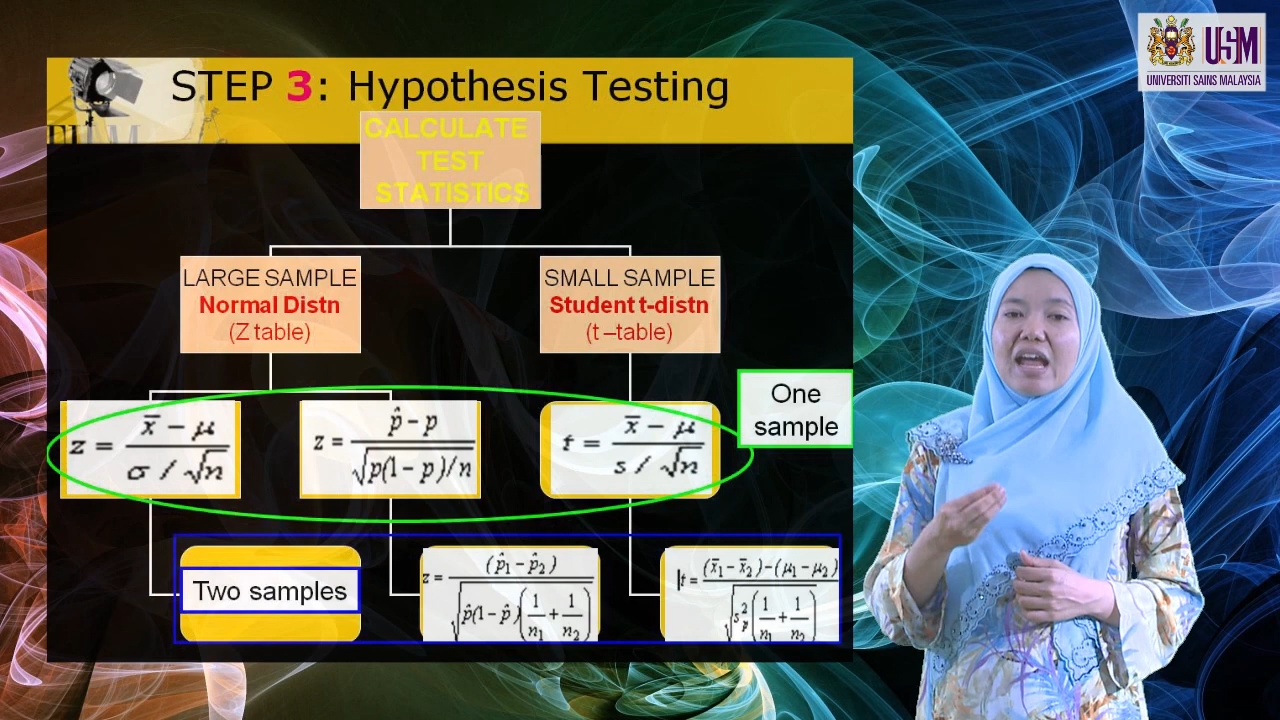 USM
UNIVERSITI SAINS MALAYSIA
STEP 3: Hypothesis Testing
CALCULATE
TEST
STATISTICS
LARGE SAMPLE
Normal Distn
(Z table)
SMALL SAMPLE
Student t-distn
(t –table)
One
sample
z = (x̄ − μ) / (σ / √n)
z = (p̂ − p) / √(p(1 − p)/n)
t = (x̄ − μ) / (s / √n)
Two samples
z = (p̂₁ − p̂₂) / √(p̂(1 − p̂)(1/n₁ + 1/n₂))
t = ((x̄₁ − x̄₂) − (μ₁ − μ₂)) / √(s²ₚ(1/n₁ + 1/n₂))